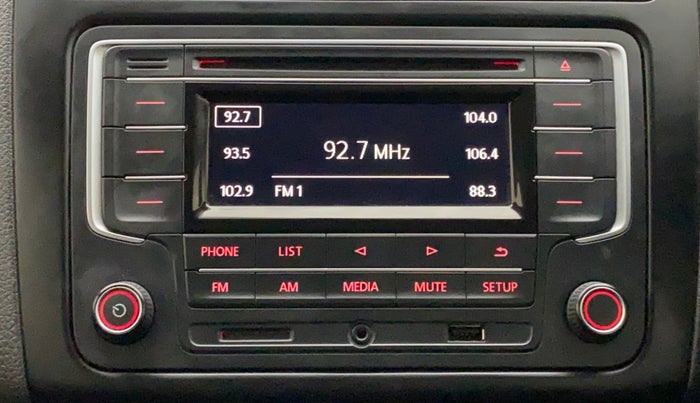 92.7 104.0
93.5 92.7 MHz 106.4
102.9 FM 1 88.3
PHONE LIST
FM AM MEDIA MUTE SETUP